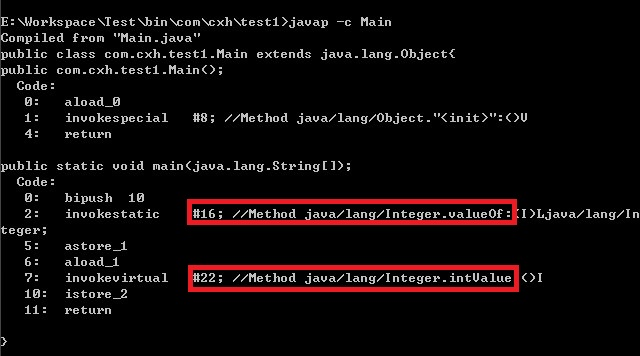 E:\Workspace\Test\bin\com\cxh\test1>javap -c Main
Compiled from "Main.java"
public class com.cxh.test1.Main extends java.lang.Object{
public com.cxh.test1.Main();
  Code:
   0:   aload_0
   1:   invokespecial   #8; //Method java/lang/Object."<init>":()V
   4:   return

public static void main(java.lang.String[]);
  Code:
   0:   bipush  10
   2:   invokestatic    #16; //Method java/lang/Integer.valueOf:(I)Ljava/lang/In
teger;
   5:   astore_1
   6:   aload_1
   7:   invokevirtual   #22; //Method java/lang/Integer.intValue ()I
   10:  istore_2
   11:  return

}